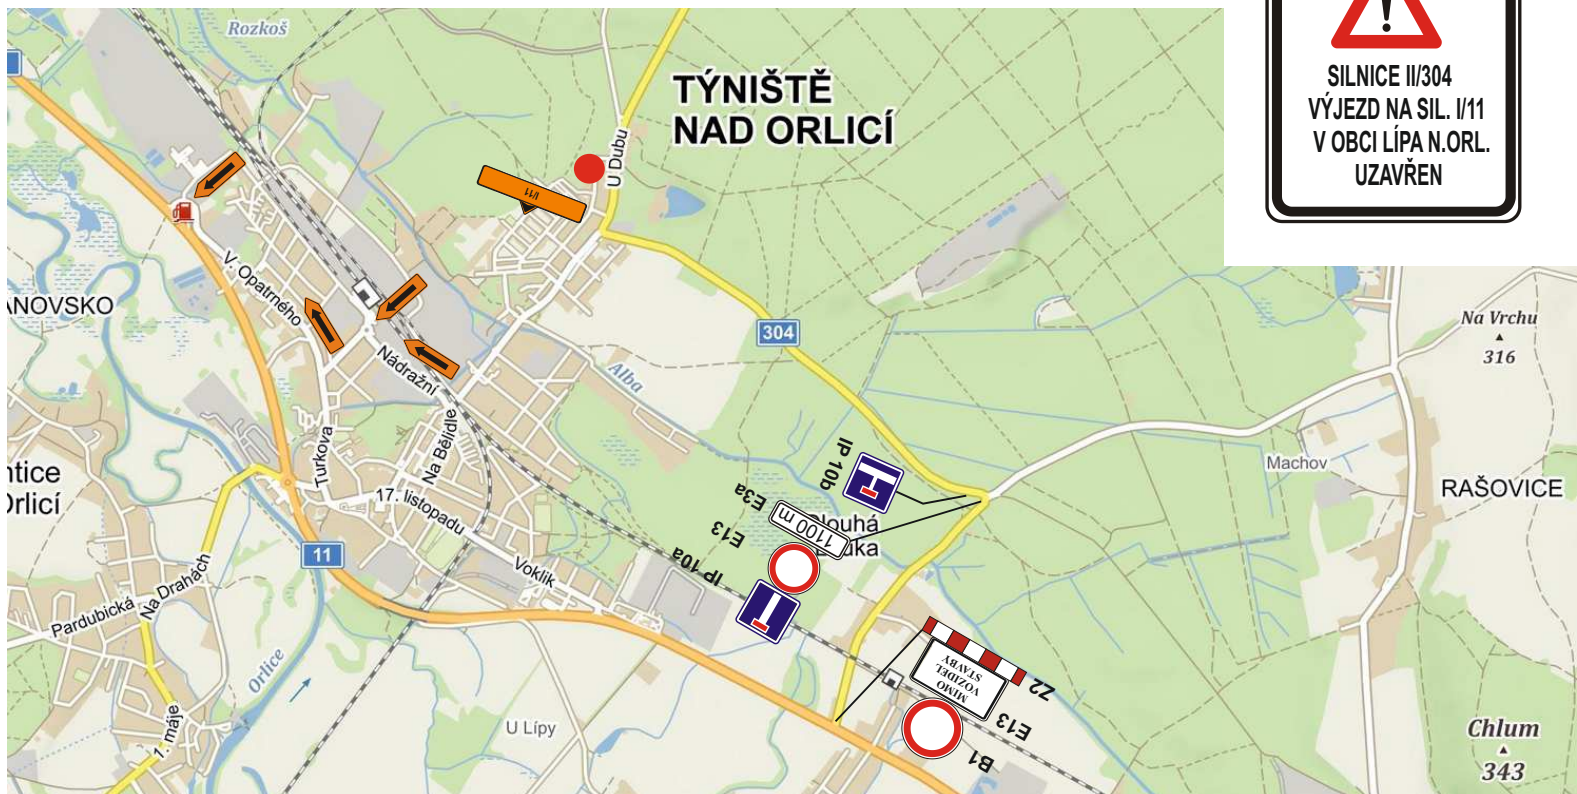 SILNICE II/304
VÝJEZD NA SIL. I/11
V OBCI LÍPA N.ORL.
UZAVŘEN
Rozkoš
TÝNIŠTĚ
NAD ORLICÍ
U Dubu
I/11
V. Opatrného
ANOVSKO
Nádražní
304
Alba
Na Vrchu
316
Turkova
Na Bělidle
17. listopadu
IP 10b
E3a
1100 m
E13
IP 10a
Machov
RAŠOVICE
ntice
Orlicí
11
Voklik
Pardubická
Na Drahách
Orlice
1. máje
U Lípy
MIMO
VOZIDEL
STAVBY
Z2
E13
B1
Chlum
343